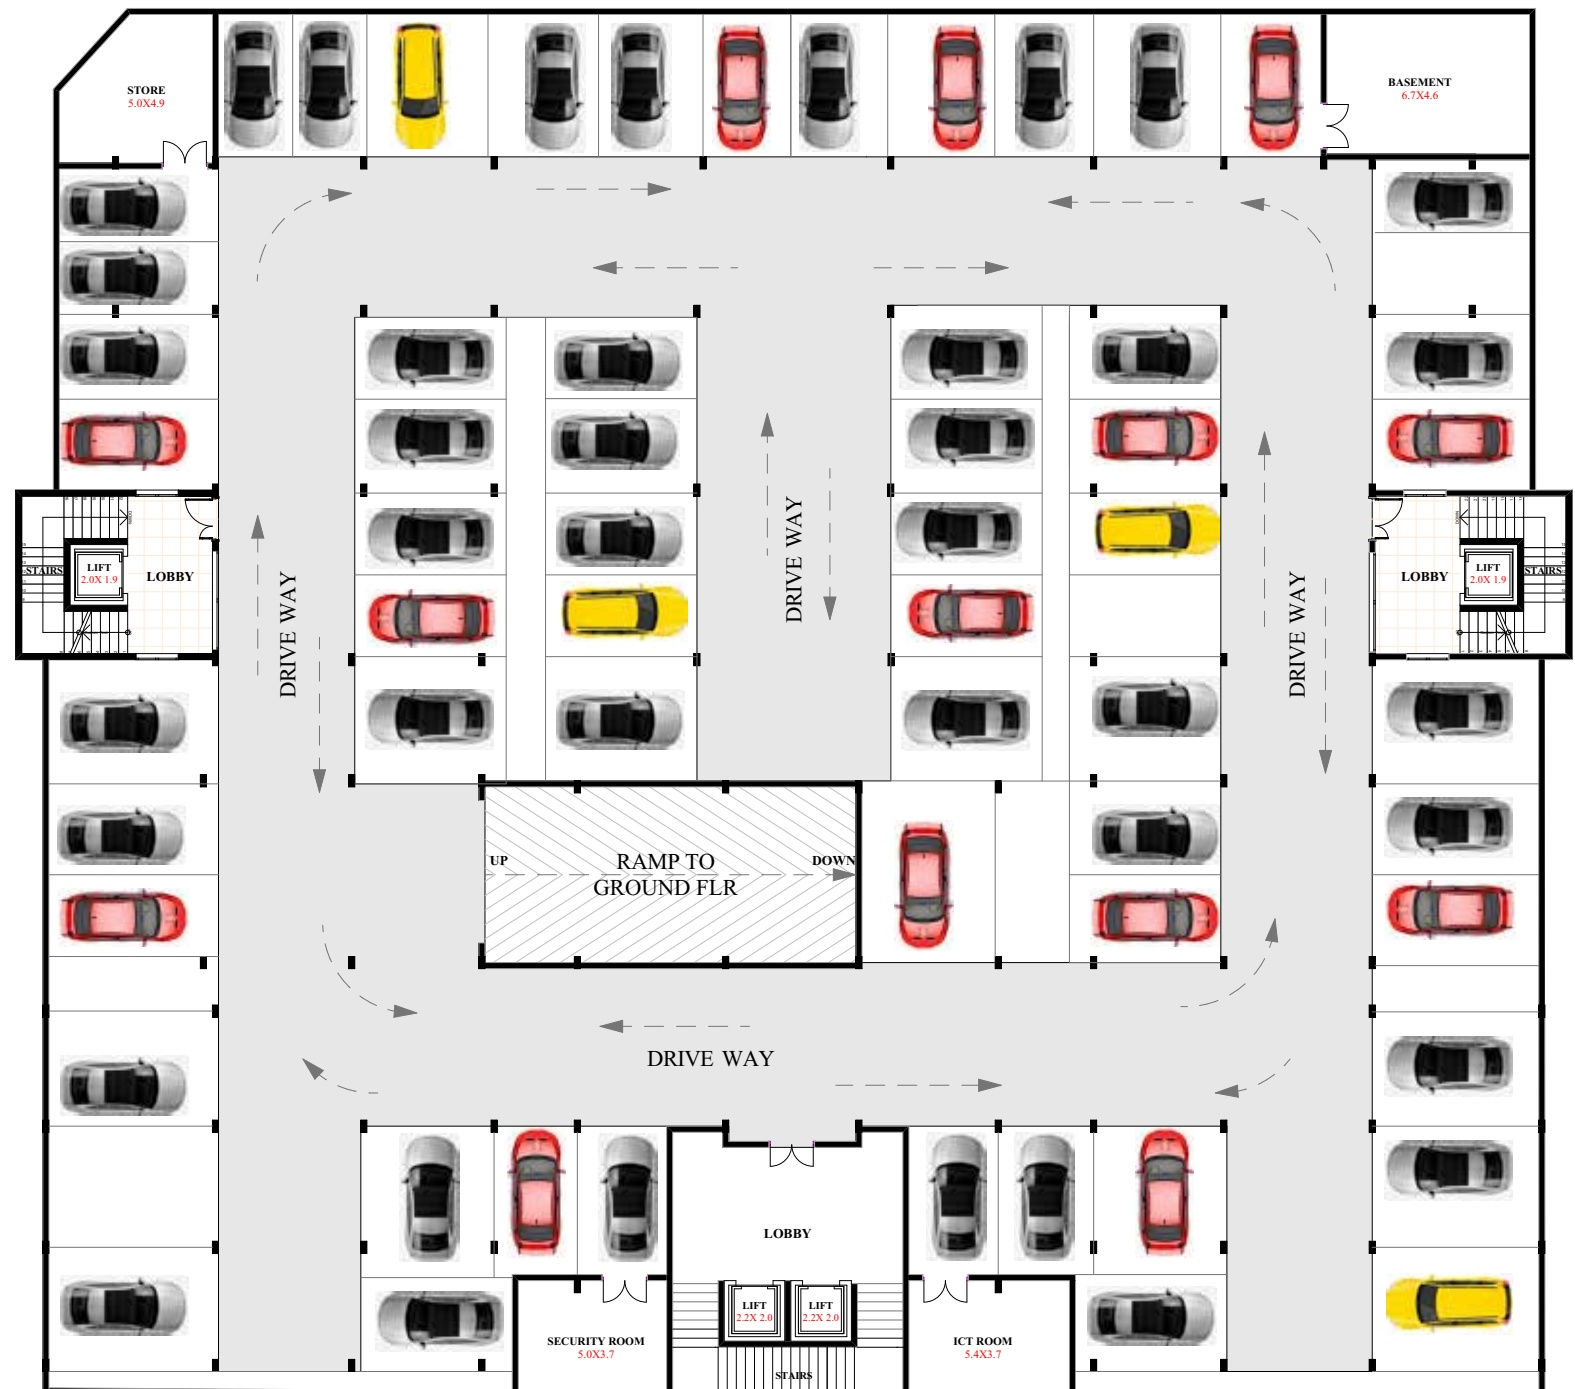 STORE
5.0X4.9
BASEMENT
6.7X4.6
STAIRS
LIFT
2.0X 1.9
LOBBY
DRIVE WAY
DRIVE WAY
DRIVE WAY
LOBBY
LIFT
2.0X 1.9
STAIRS
UP
RAMP TO
GROUND FLR
DOWN
DRIVE WAY
LOBBY
LIFT
2.2X 2.0
LIFT
2.2X 2.0
SECURITY ROOM
5.0X3.7
ICT ROOM
5.4X3.7
STAIRS